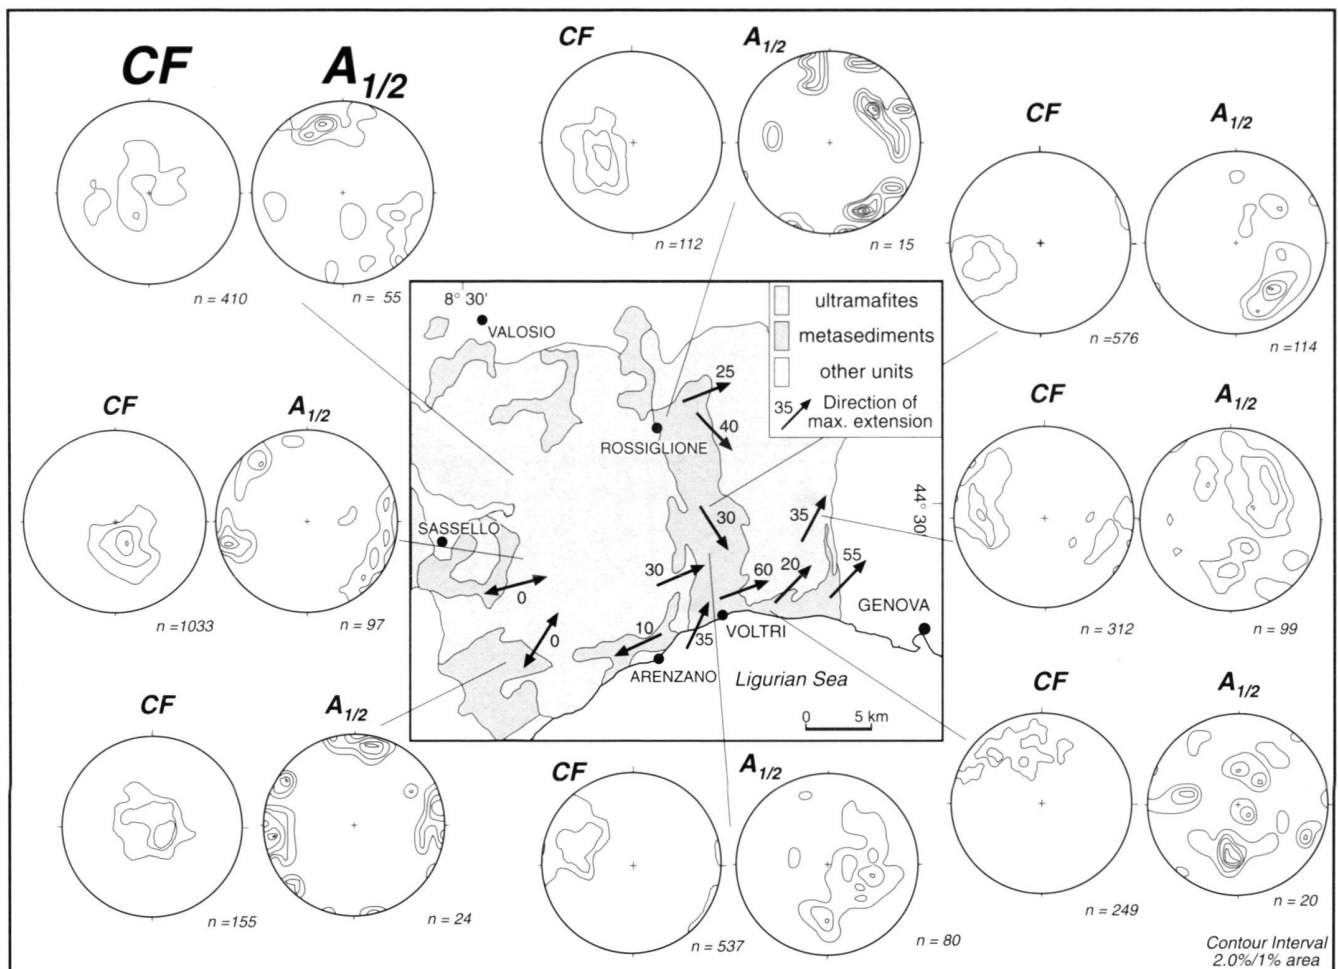 CF A1/2
n = 410 n = 55
CF A1/2
n =112 n = 15
CF A1/2
n =576 n =114
CF A1/2
n =1033 n = 97
CF A1/2
n = 312 n = 99
CF A1/2
n =155 n = 24
CF A1/2
n = 537 n = 80
CF A1/2
n = 249 n = 20
8° 30'
VALOSIO
ultramafites
metasediments
other units
35 Direction of
max. extension
25
40
ROSSIGLIONE
44° 30'
SASSELLO
30
35
30
60
20
55
0
GENOVA
0
10
35
VOLTRI
ARENZANO
Ligurian Sea
0 5 km
Contour Interval
2.0%/1% area